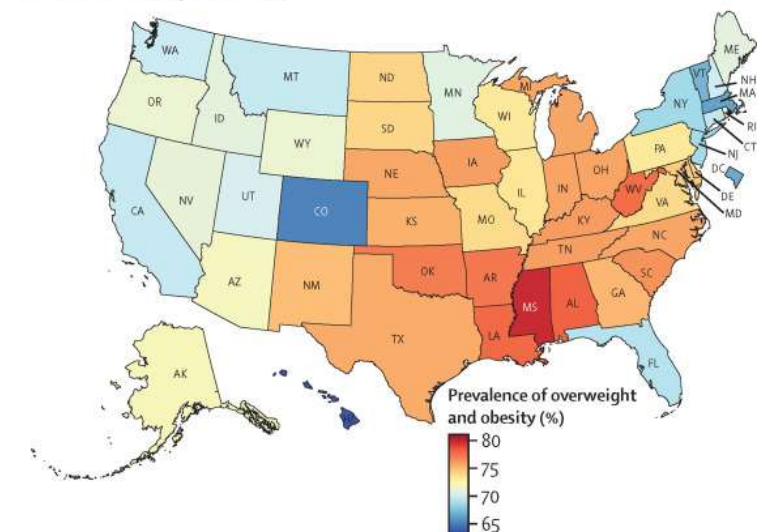 WA
MT
ND
MN
ME
VT
NH
MA
RI
CT
NJ
DC
DE
MD
OR
ID
WY
SD
WI
MI
NY
PA
NV
UT
CO
NE
IA
IL
IN
OH
WV
VA
CA
KS
MO
KY
NC
AZ
NM
OK
AR
TN
SC
TX
LA
MS
AL
GA
FL
AK
Prevalence of overweight
and obesity (%)
80
75
70
65